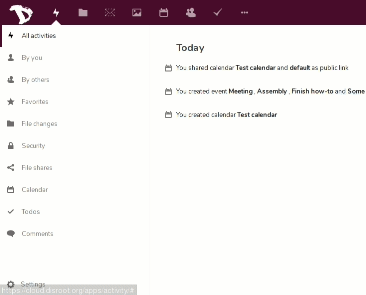 All activities
By you
By others
Favorites
File changes
Security
File shares
Calendar
Todos
Comments
Settings
https://cloud.disroot.org/apps/activity/#
Today
You shared calendar Test calendar and default as public link
You created event Meeting, Assembly, Finish how-to and Some
You created calendar Test calendar